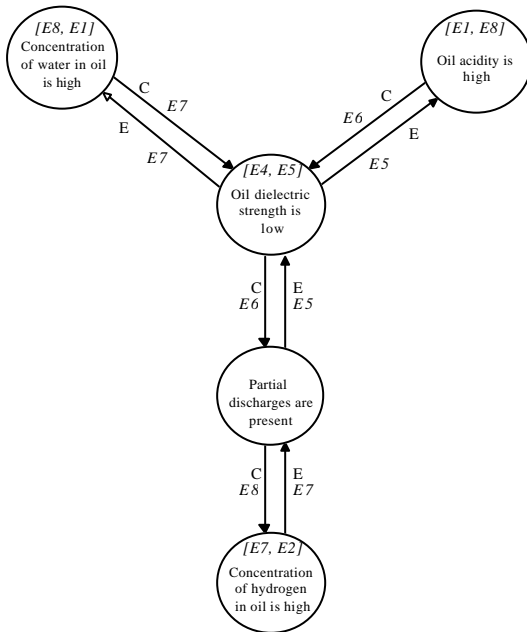 [E8, E1]
Concentration
of water in oil
is high
[E1, E8]
Oil acidity is
high
C
E7
E
E7
C
E6
E
E5
[E4, E5]
Oil dielectric
strength is
low
C
E6
E
E5
Partial
discharges are
present
C
E8
E
E7
[E7, E2]
Concentration
of hydrogen
in oil is high